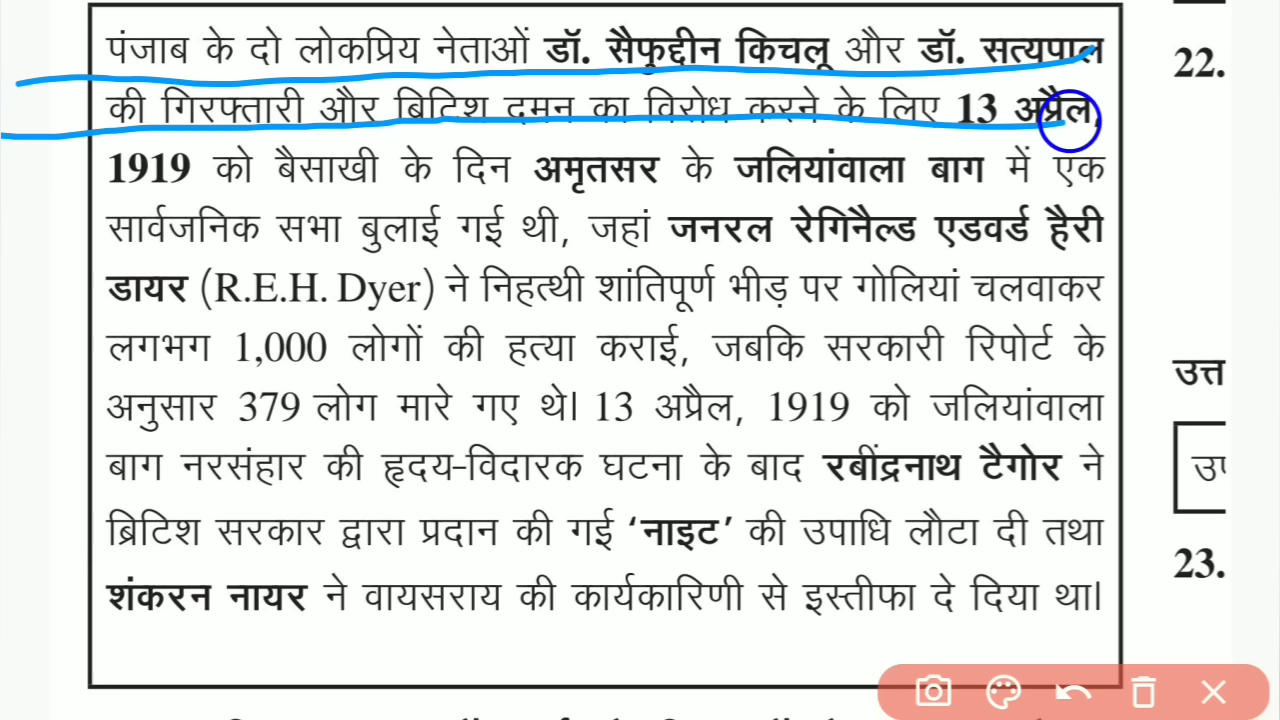 पंजाब के दो लोकप्रिय नेताओं डॉ. सैफुद्दीन किचलू और डॉ. सत्यपाल
की गिरफ्तारी और ब्रिटिश दमन का विरोध करने के लिए 13 अप्रैल,
1919 को बैसाखी के दिन अमृतसर के जलियांवाला बाग में एक
सार्वजनिक सभा बुलाई गई थी, जहां जनरल रेगिनैल्ड एडवर्ड हैरी
डायर (R.E.H. Dyer) ने निहत्थी शांतिपूर्ण भीड़ पर गोलियां चलवाकर
लगभग 1,000 लोगों की हत्या कराई, जबकि सरकारी रिपोर्ट के
अनुसार 379 लोग मारे गए थे। 13 अप्रैल, 1919 को जलियांवाला
बाग नरसंहार की हृदय-विदारक घटना के बाद रबींद्रनाथ टैगोर ने
ब्रिटिश सरकार द्वारा प्रदान की गई ‘नाइट’ की उपाधि लौटा दी तथा
शंकरन नायर ने वायसराय की कार्यकारिणी से इस्तीफा दे दिया था।
22.
उत्त
उप
23.